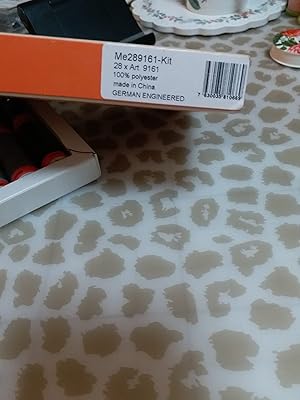 Me289161-Kit
28 x Art. 9161
100% polyester
made in China
GERMAN ENGINEERED